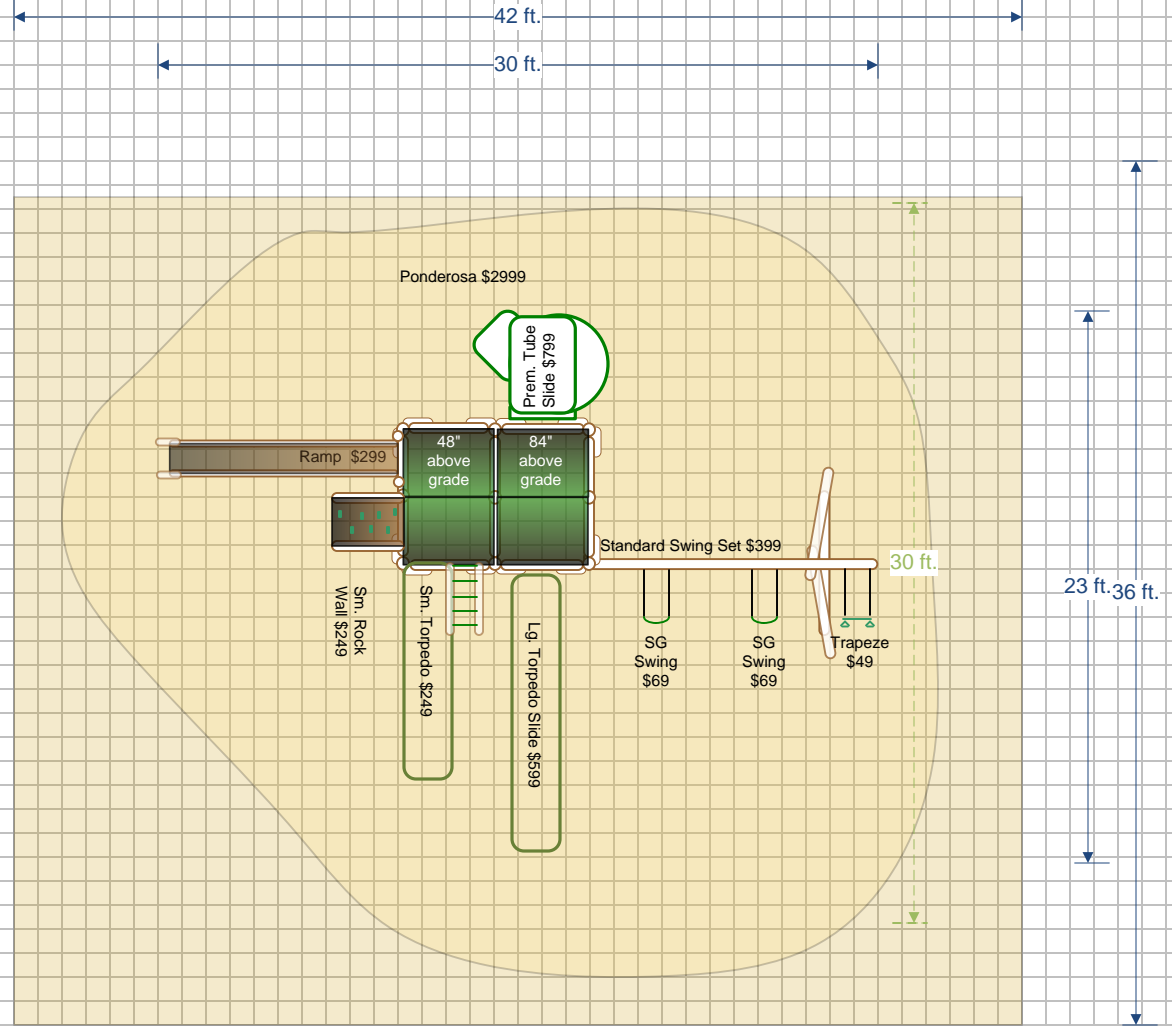 42 ft.
30 ft.
Ponderosa $2999
Prem. Tube
Slide $799
48"
above
grade
84"
above
grade
Ramp $299
Standard Swing Set $399
30 ft.
23 ft.
36 ft.
Sm. Rock
Wall $249
Sm. Torpedo $249
Lg. Torpedo Slide $599
SG
Swing
$69
SG
Swing
$69
Trapeze
$49